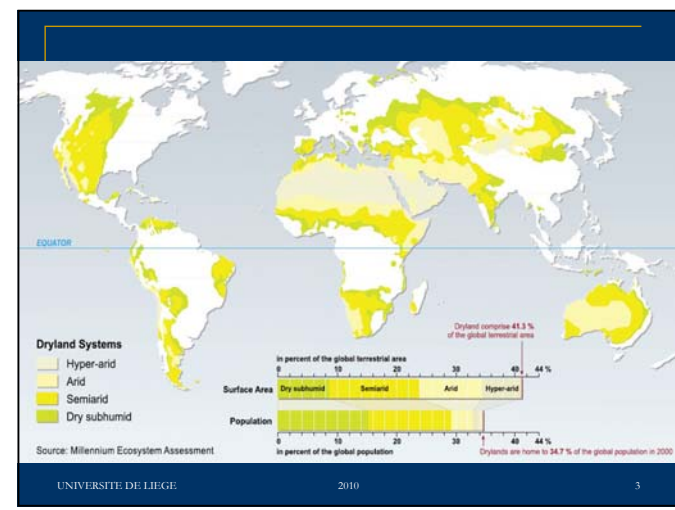 EQUATOR
Dryland Systems
Hyper-arid
Arid
Semiarid
Dry subhumid
Source: Millennium Ecosystem Assessment
Dryland comprise 41.3 %
of the global terrestrial area
in percent of the global terrestrial area
0 10 20 30 40 44 %
Surface Area Dry subhumid Semiarid Arid Hyper-arid
Population
0 10 20 30 40 44 %
in percent of the global population
Drylands are home to 34.7 % of the global population in 2000
UNIVERSITE DE LIEGE 2010 3